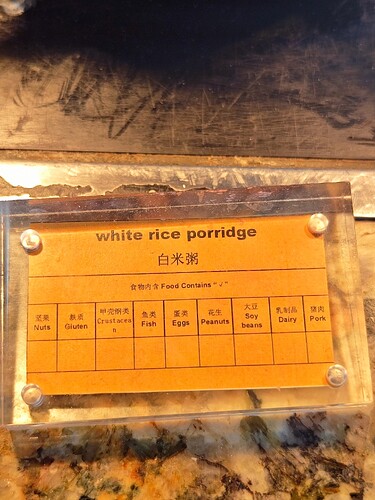 white rice porridge
白米粥
食物内含 Food Contains "√"
坚果 麸质 甲壳纲类 鱼类 蛋类 花生 大豆 乳制品 猪肉
Nuts Gluten Crustacean Fish Eggs Peanuts Soy beans Dairy Pork